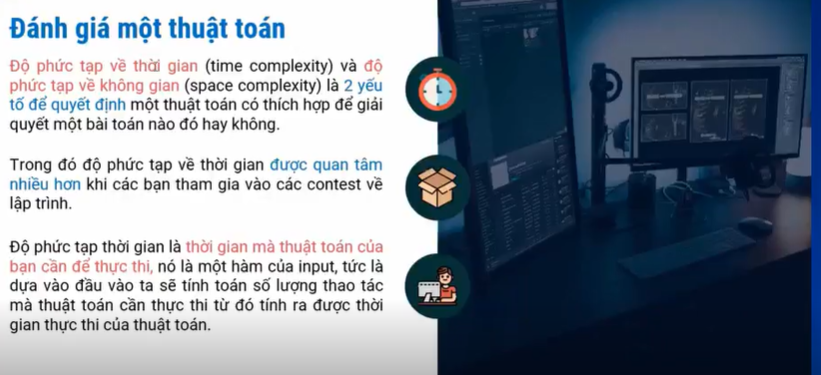 Đánh giá một thuật toán
Độ phức tạp về thời gian (time complexity) và độ
phức tạp về không gian (space complexity) là 2 yếu
tố để quyết định một thuật toán có thích hợp để giải
quyết một bài toán nào đó hay không.
Trong đó độ phức tạp về thời gian được quan tâm
nhiều hơn khi các bạn tham gia vào các contest về
lập trình.
Độ phức tạp thời gian là thời gian mà thuật toán của
bạn cần để thực thi, nó là một hàm của input, tức là
dựa vào đầu vào ta sẽ tính toán số lượng thao tác
mà thuật toán cần thực thi từ đó tính ra được thời
gian thực thi của thuật toán.